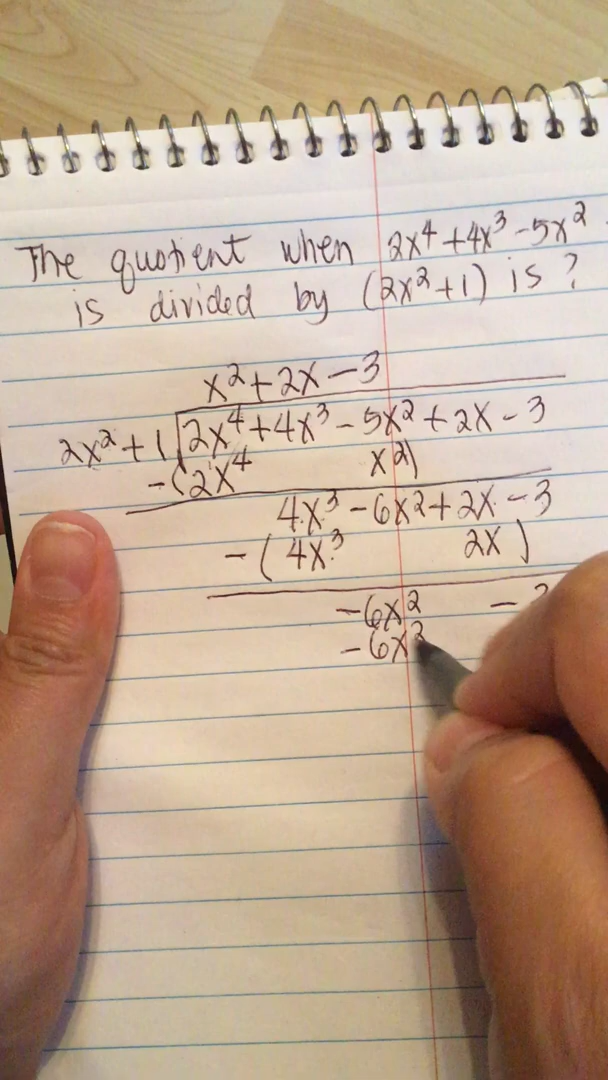 The quotient when 2x⁴ + 4x³ - 5x²
is divided by (2x² + 1) is ?
x² + 2x - 3
2x² + 1 2x⁴ + 4x³ - 5x² + 2x - 3
-(2x⁴ x²)
4x³ - 6x² + 2x - 3
-(4x³ 2x)
-6x² -
-6x²